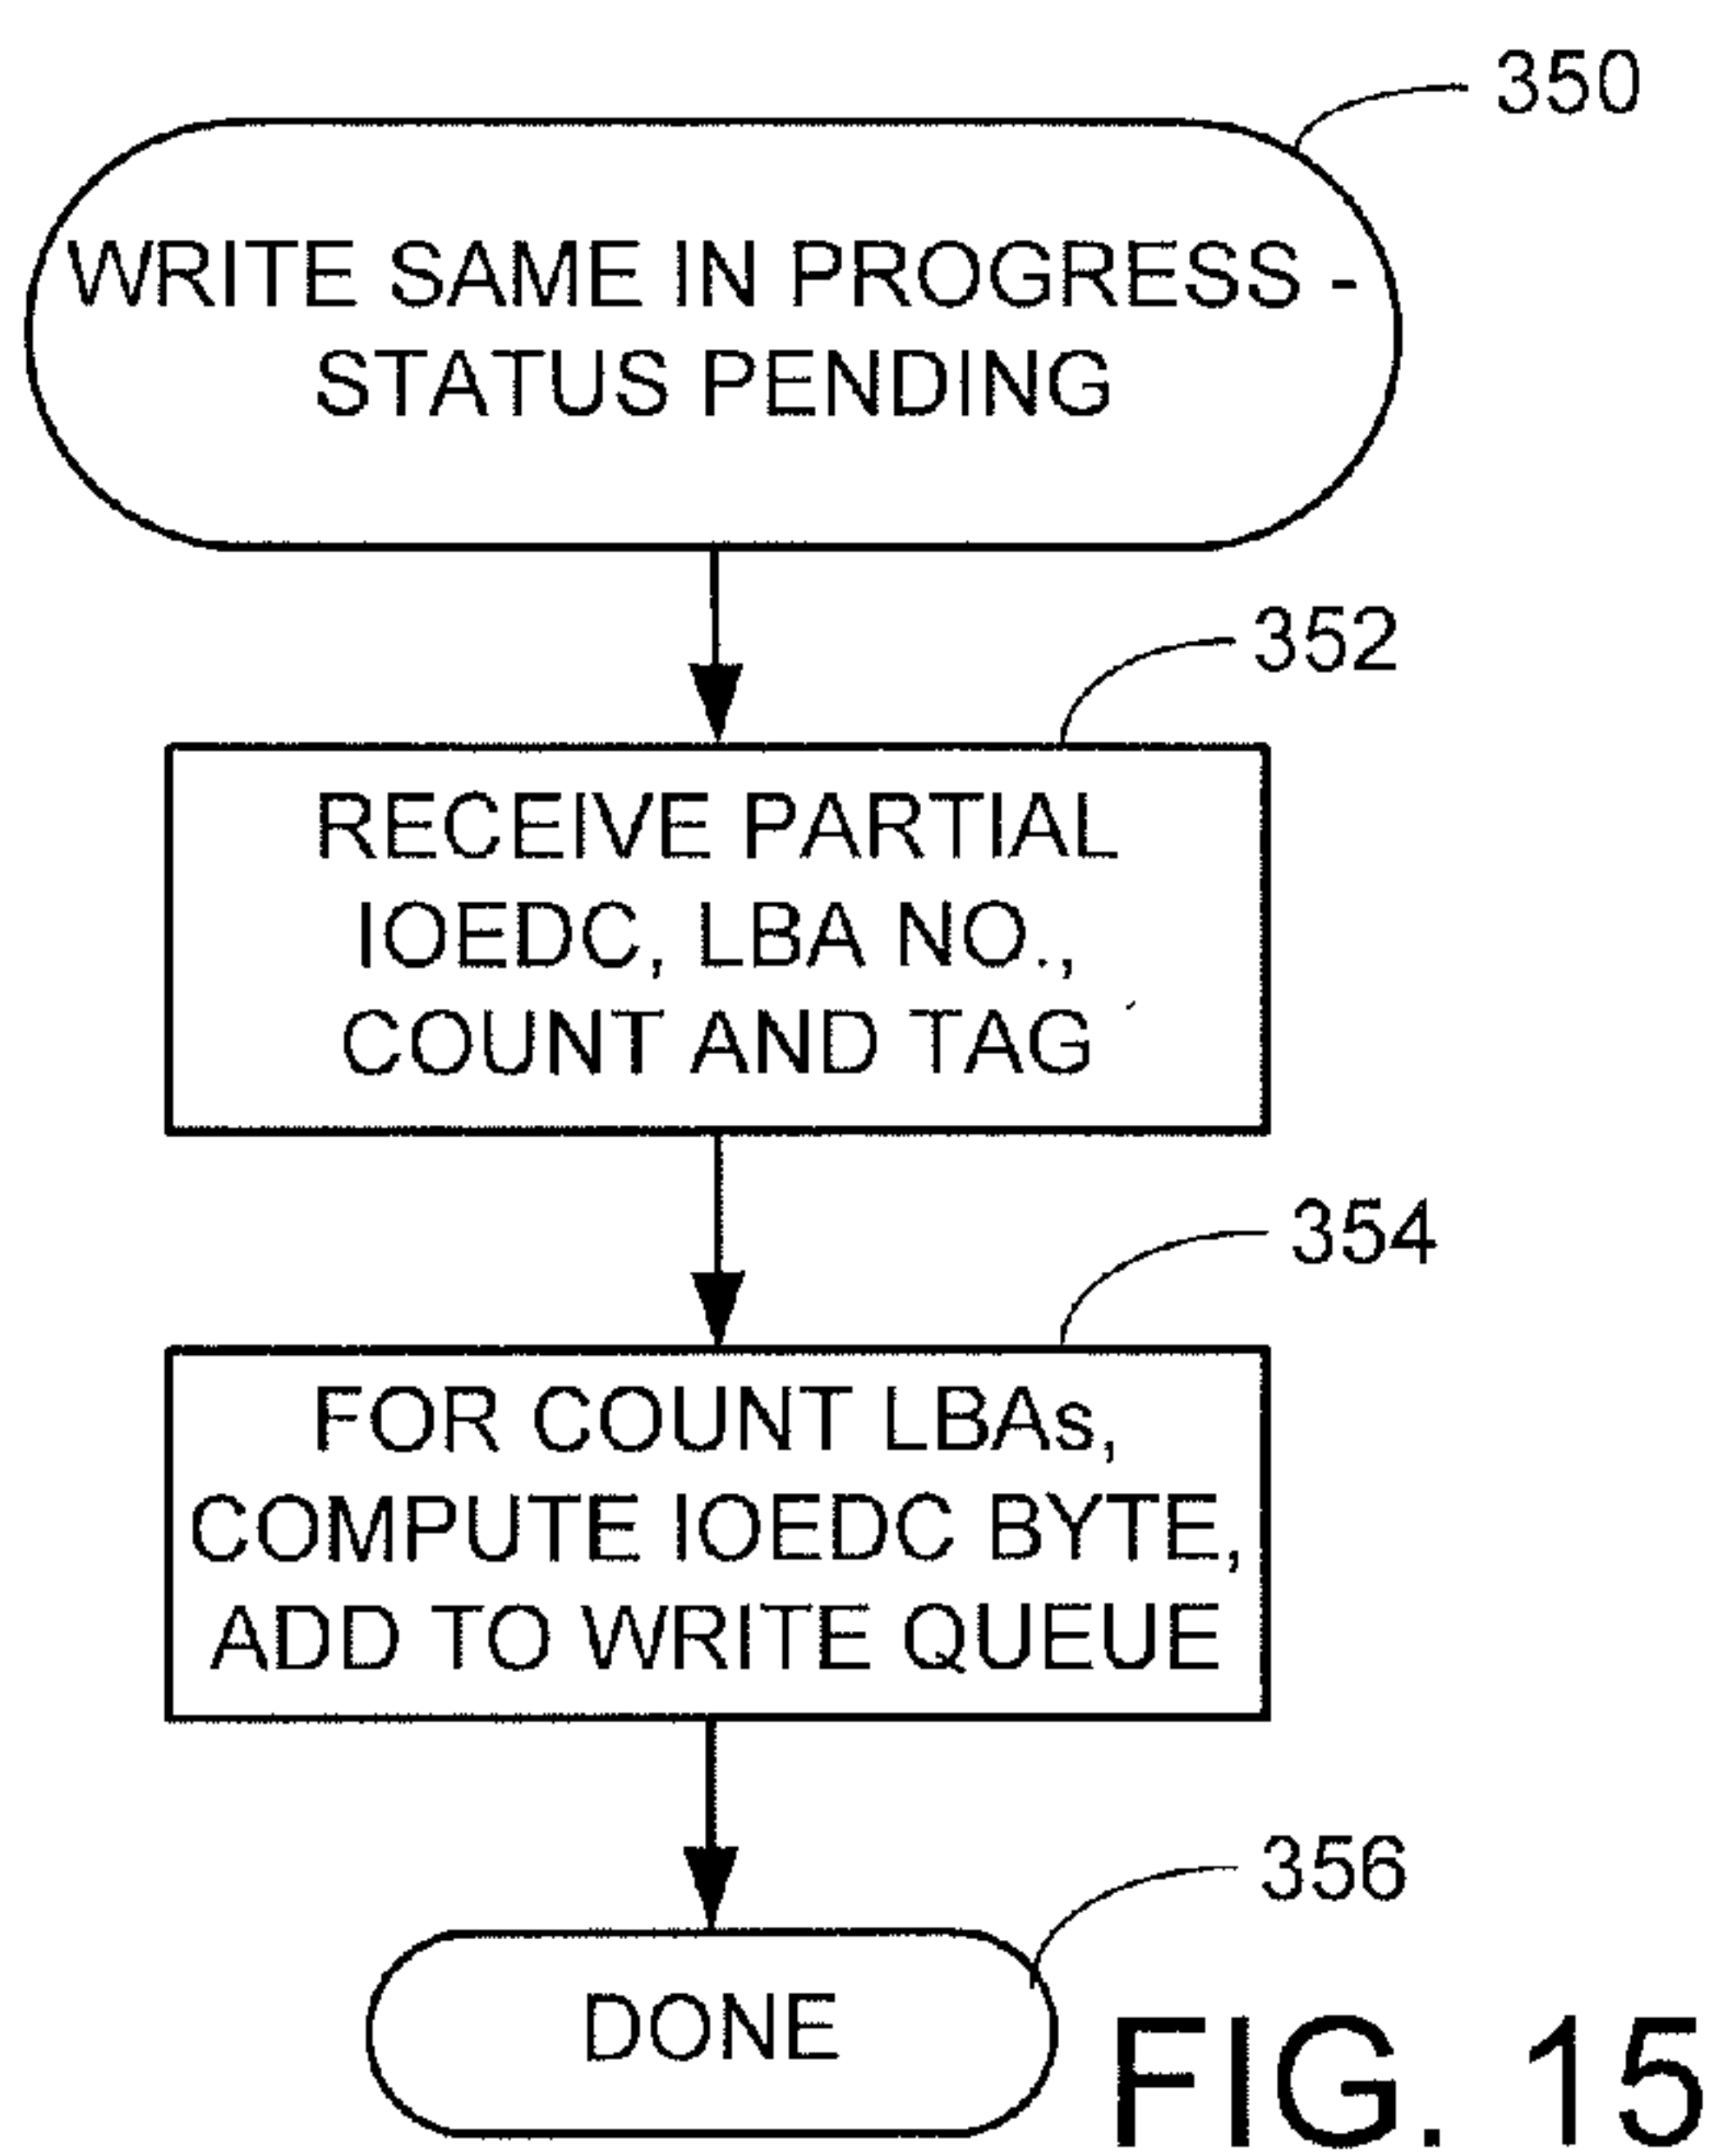 350
WRITE SAME IN PROGRESS -
STATUS PENDING
352
RECEIVE PARTIAL
IOEDC, LBA NO.,
COUNT AND TAG
354
FOR COUNT LBAs,
COMPUTE IOEDC BYTE,
ADD TO WRITE QUEUE
356
DONE
FIG. 15